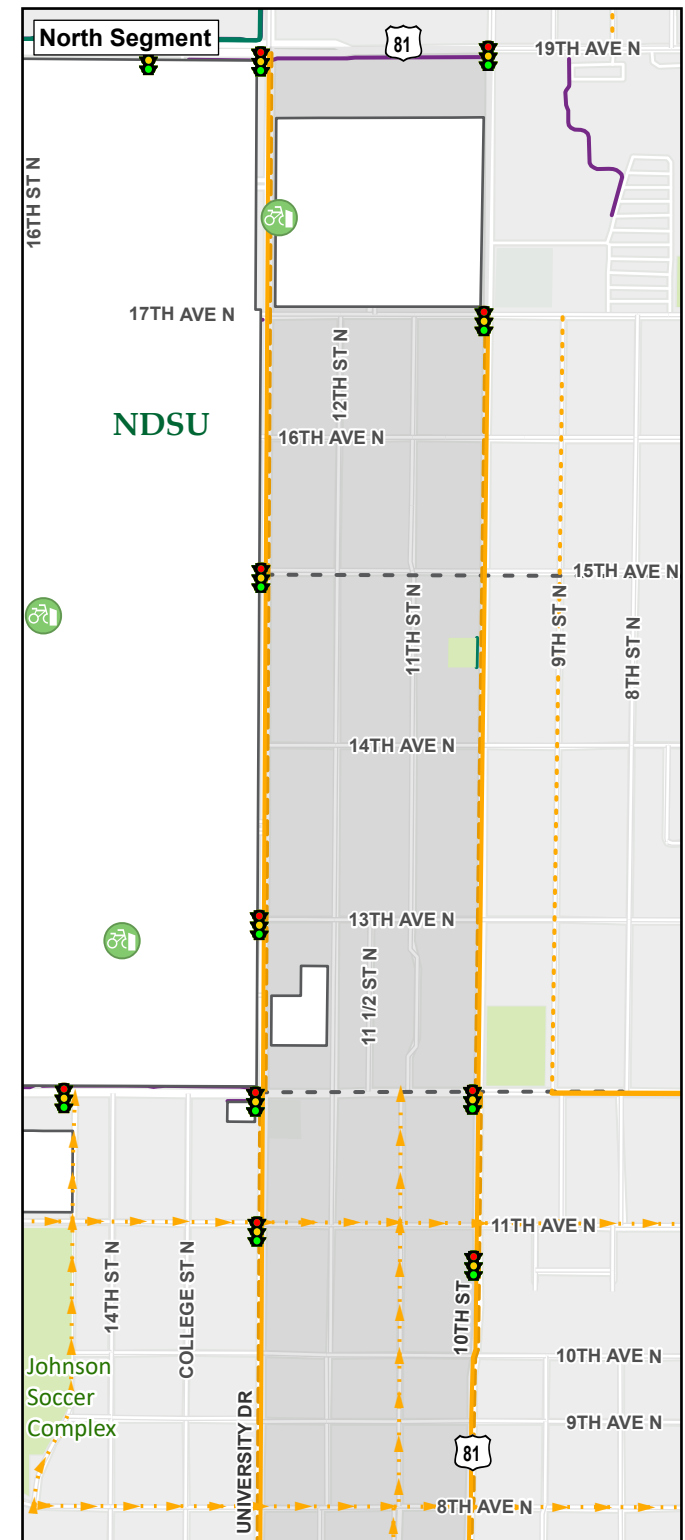 North Segment
81
19TH AVE N
16TH ST N
17TH AVE N
12TH ST N
NDSU
16TH AVE N
15TH AVE N
11TH ST N
9TH ST N
8TH ST N
14TH AVE N
13TH AVE N
11 1/2 ST N
11TH AVE N
14TH ST N
COLLEGE ST N
10TH ST
10TH AVE N
Johnson
Soccer
Complex
UNIVERSITY DR
9TH AVE N
81
8TH AVE N